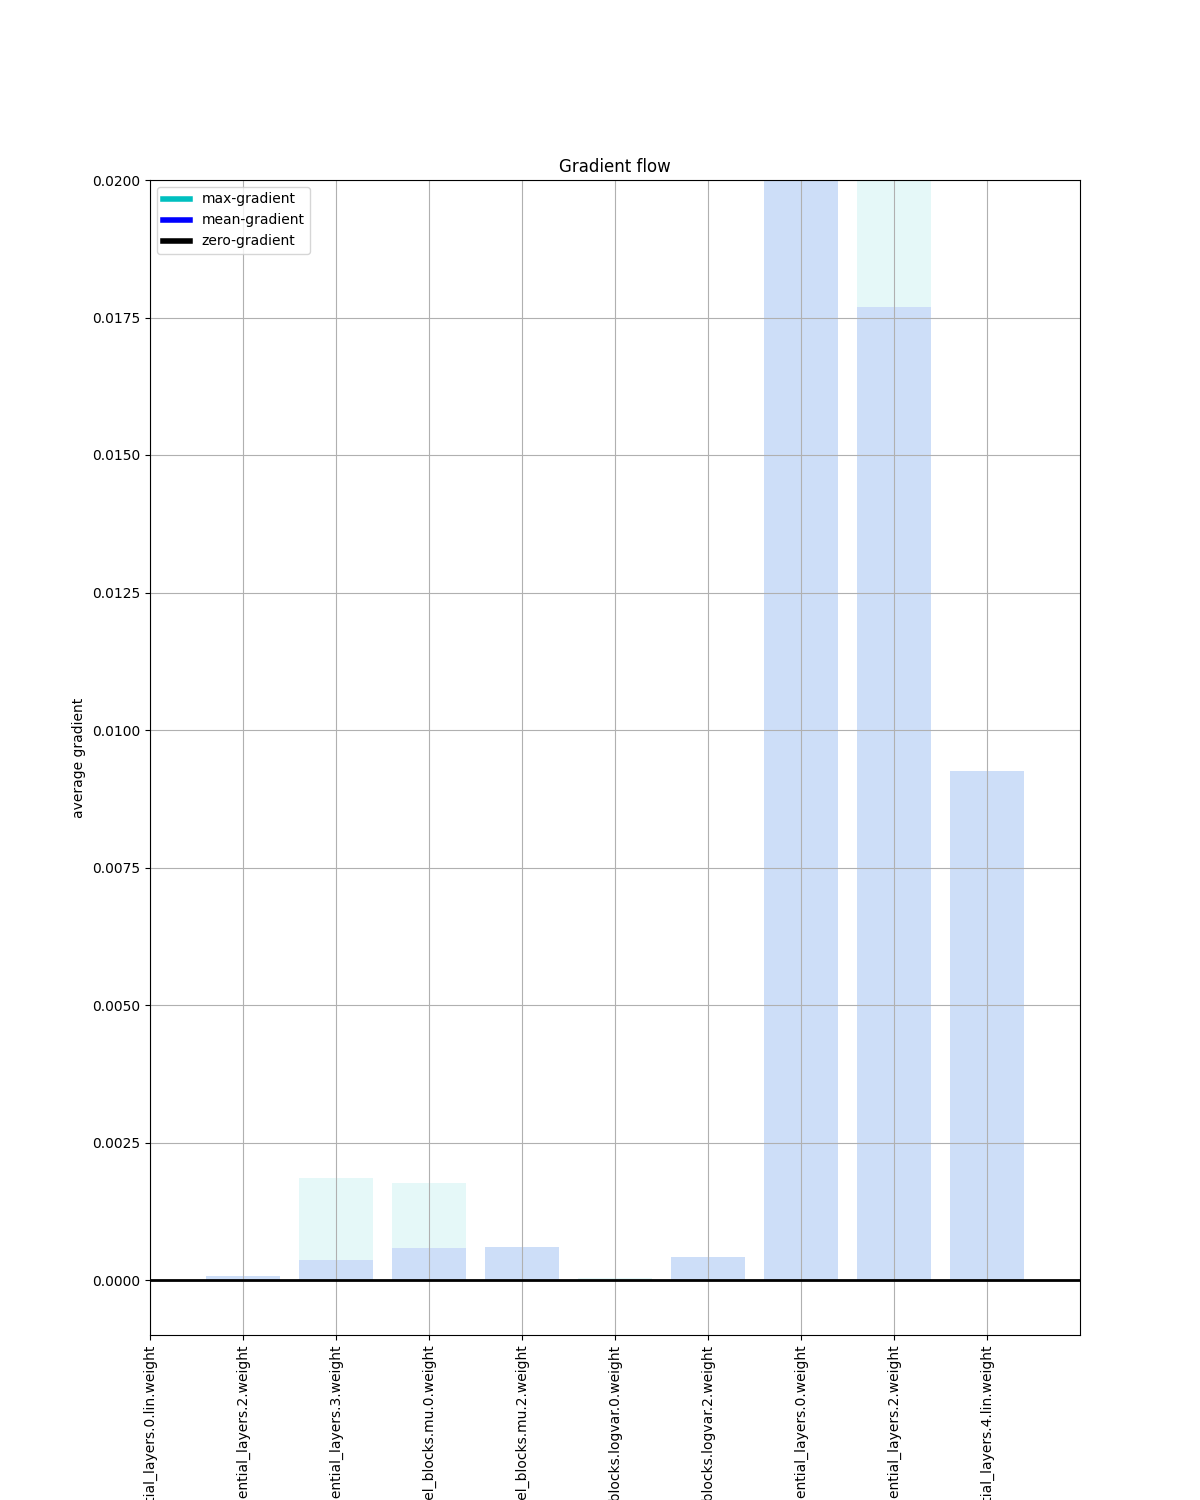 Gradient flow
max-gradient
mean-gradient
zero-gradient
0.0200
0.0175
0.0150
0.0125
0.0100
0.0075
0.0050
0.0025
0.0000
average gradient
tial_layers.0.lin.weight
ential_layers.2.weight
ential_layers.3.weight
el_blocks.mu.0.weight
el_blocks.mu.2.weight
blocks.logvar.0.weight
blocks.logvar.2.weight
ential_layers.0.weight
ential_layers.2.weight
tial_layers.4.lin.weight